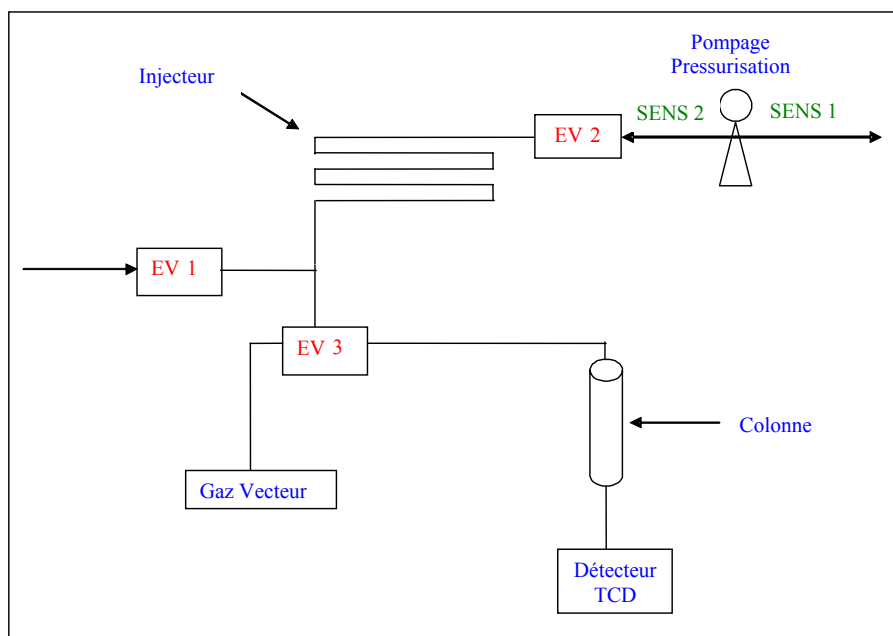 Pompage
Pressurisation
Injecteur
SENS 2
SENS 1
EV 2
EV 1
EV 3
Colonne
Gaz Vecteur
Détecteur
TCD